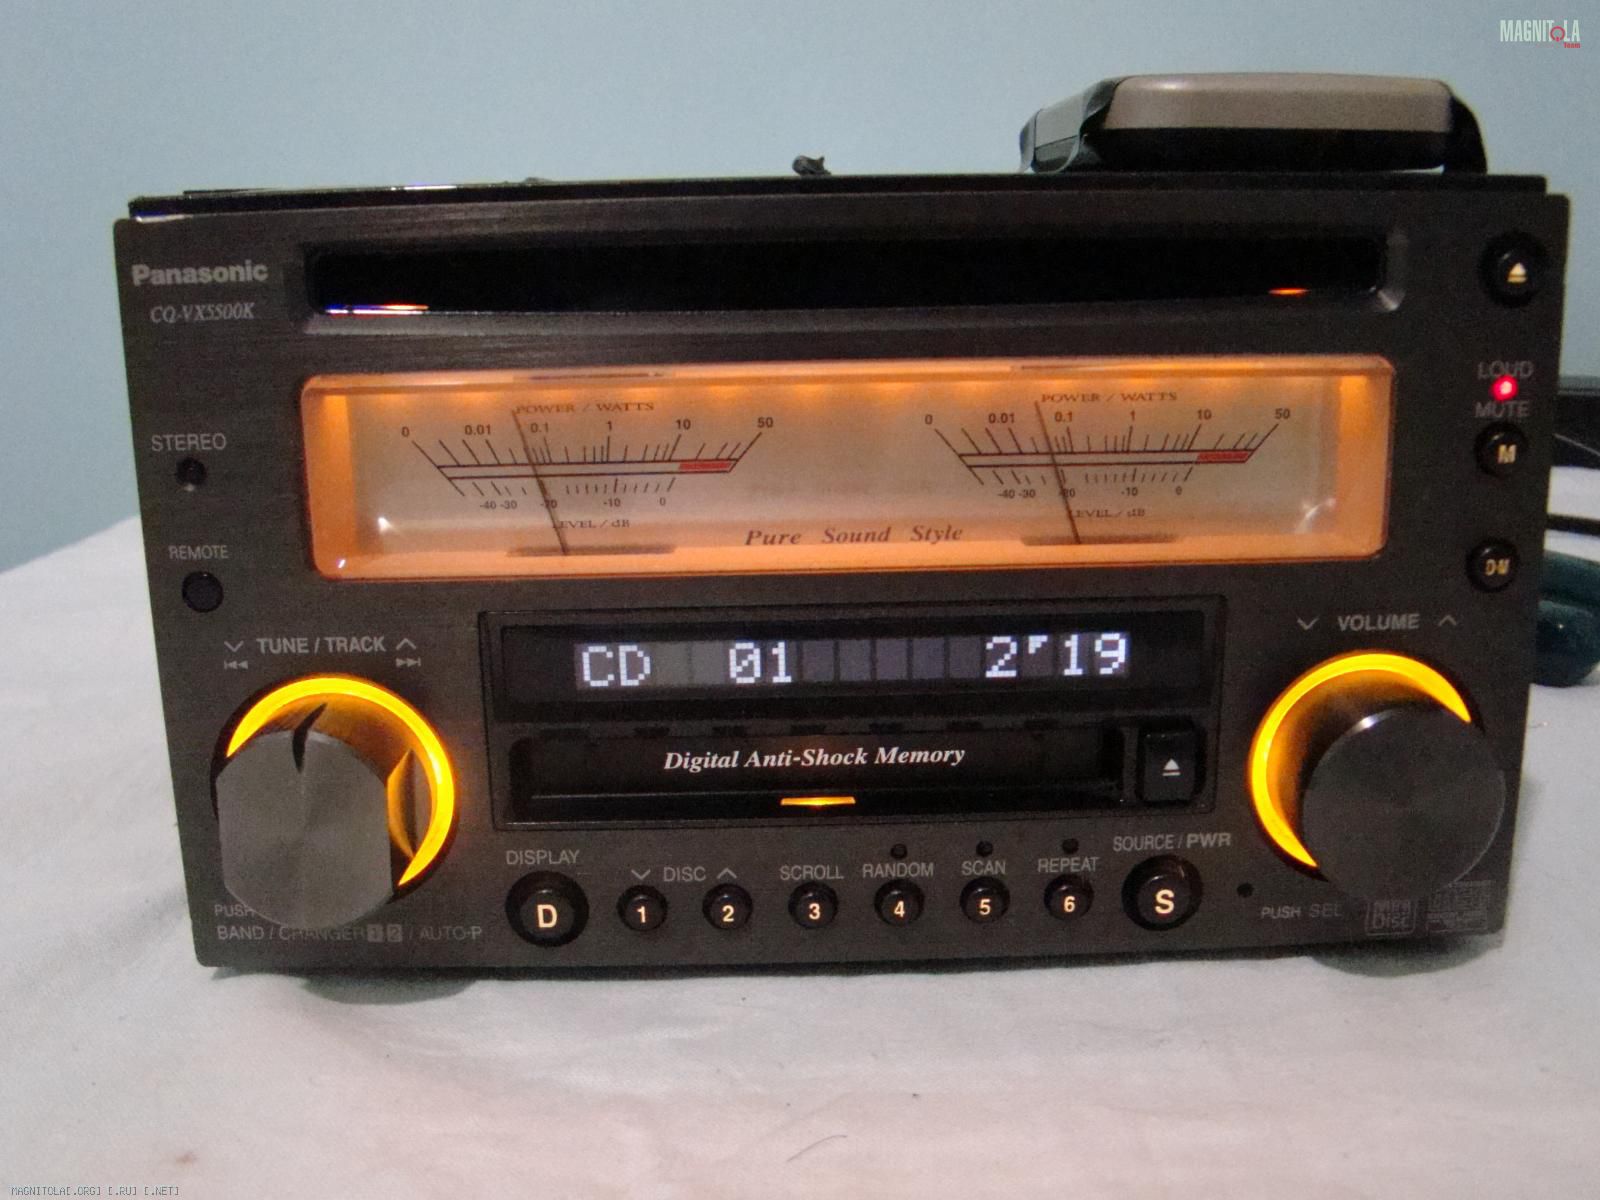 MAGNITOLA
Team
Panasonic
CQ-VX5500K
LOUD
MUTE
M
D·M
STEREO
REMOTE
POWER / WATTS
0 0.01 0.1 1 10 50
-40 -30 -20 -10 0
LEVEL / dB
POWER / WATTS
0 0.01 0.1 1 10 50
-40 -30 -20 -10 0
LEVEL / dB
Pure Sound Style
TUNE / TRACK
VOLUME
CD 01 2'19
Digital Anti-Shock Memory
DISPLAY
DISC
SCROLL
RANDOM
SCAN
REPEAT
SOURCE / PWR
D 1 2 3 4 5 6 S
PUSH
BAND / CHANGER 1 2 / AUTO-P
PUSH SEL
Mini Disc
MAGNITOLA[.ORG] [.RU] [.NET]